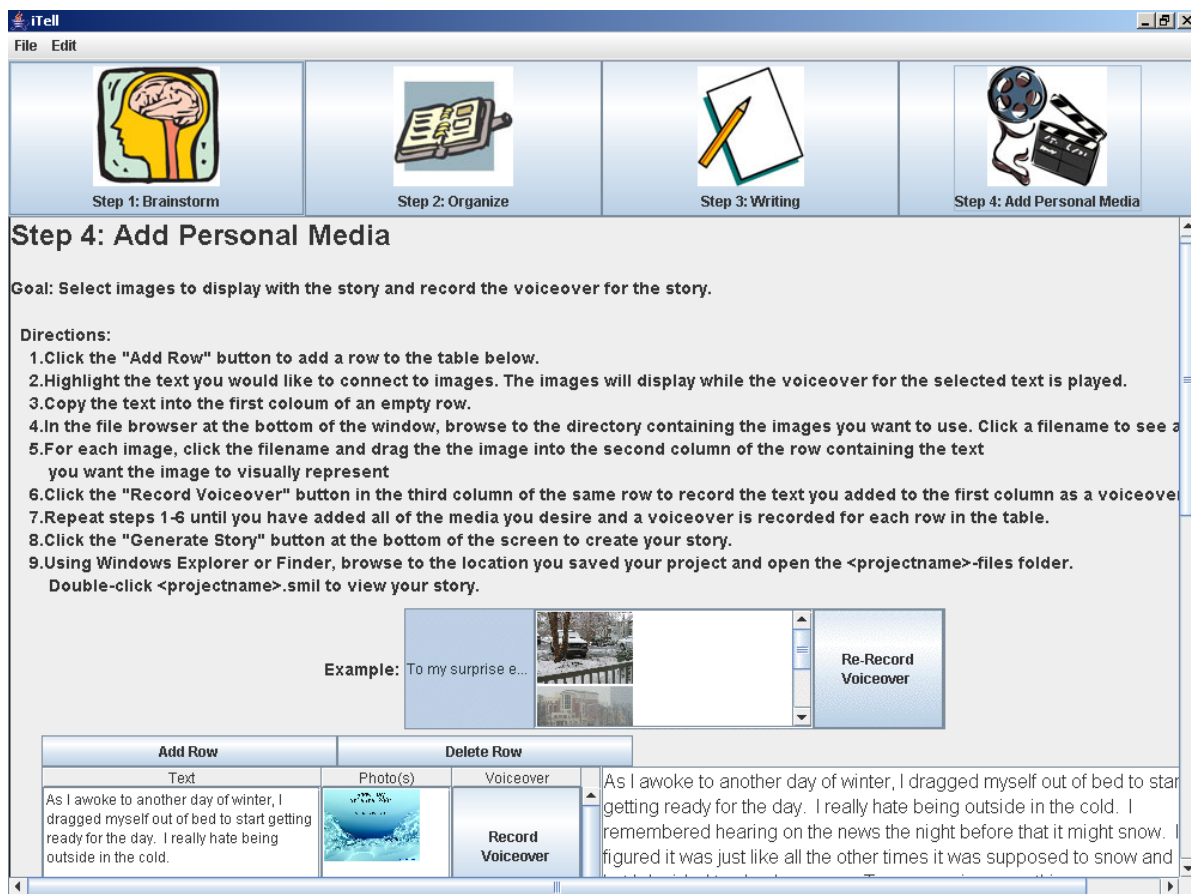 iTell
File Edit
Step 1: Brainstorm
Step 2: Organize
Step 3: Writing
Step 4: Add Personal Media
Step 4: Add Personal Media
Goal: Select images to display with the story and record the voiceover for the story.
Directions:
1.Click the "Add Row" button to add a row to the table below.
2.Highlight the text you would like to connect to images. The images will display while the voiceover for the selected text is played.
3.Copy the text into the first coloum of an empty row.
4.In the file browser at the bottom of the window, browse to the directory containing the images you want to use. Click a filename to see a
5.For each image, click the filename and drag the the image into the second column of the row containing the text
you want the image to visually represent
6.Click the "Record Voiceover" button in the third column of the same row to record the text you added to the first column as a voiceover
7.Repeat steps 1-6 until you have added all of the media you desire and a voiceover is recorded for each row in the table.
8.Click the "Generate Story" button at the bottom of the screen to create your story.
9.Using Windows Explorer or Finder, browse to the location you saved your project and open the <projectname>-files folder.
Double-click <projectname>.smil to view your story.
Example:
To my surprise e...
Re-Record
Voiceover
Add Row
Delete Row
Text
Photo(s)
Voiceover
As I awoke to another day of winter, I
dragged myself out of bed to start getting
ready for the day. I really hate being
outside in the cold.
Record
Voiceover
As I awoke to another day of winter, I dragged myself out of bed to star
getting ready for the day. I really hate being outside in the cold. I
remembered hearing on the news the night before that it might snow. I
figured it was just like all the other times it was supposed to snow and